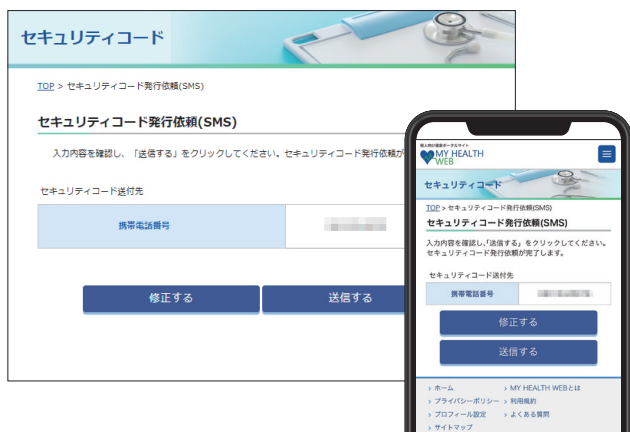 セキュリティコード
TOP > セキュリティコード発行依頼(SMS)
セキュリティコード発行依頼(SMS)
入力内容を確認し、「送信する」をクリックしてください。セキュリティコード発行依頼が
セキュリティコード送付先
携帯電話番号
修正する
送信する
個人向け健康ポータルサイト
MY HEALTH
WEB
セキュリティコード
TOP > セキュリティコード発行依頼(SMS)
セキュリティコード発行依頼(SMS)
入力内容を確認し、「送信する」をクリックしてください。
セキュリティコード発行依頼が完了します。
セキュリティコード送付先
携帯電話番号
修正する
送信する
› ホーム › MY HEALTH WEBとは
› プライバシーポリシー › 利用規約
› プロフィール設定 › よくある質問
› サイトマップ